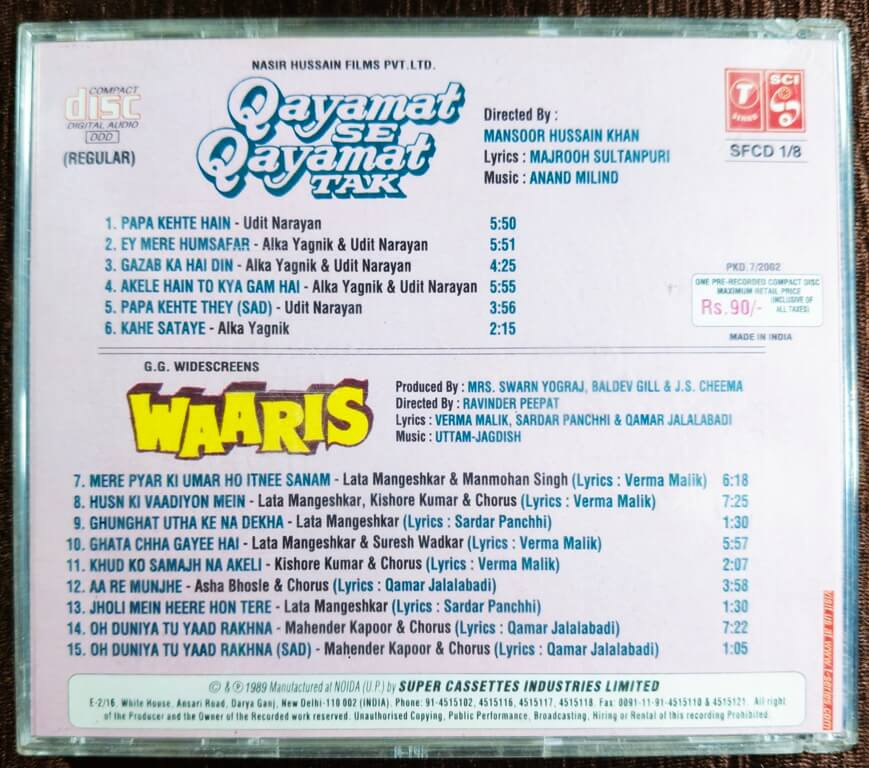 NASIR HUSSAIN FILMS PVT.LTD.
COMPACT
disc
DIGITAL AUDIO
DDD
(REGULAR)
Qayamat
SE
Qayamat
TAK
Directed By :
MANSOOR HUSSAIN KHAN
Lyrics : MAJROOH SULTANPURI
Music : ANAND MILIND
T
SERIES
SCI
SFCD 1/8
1. PAPA KEHTE HAIN - Udit Narayan 5:50
2. EY MERE HUMSAFAR - Alka Yagnik & Udit Narayan 5:51
3. GAZAB KA HAI DIN - Alka Yagnik & Udit Narayan 4:25
4. AKELE HAIN TO KYA GAM HAI - Alka Yagnik & Udit Narayan 5:55
5. PAPA KEHTE THEY (SAD) - Udit Narayan 3:56
6. KAHE SATAYE - Alka Yagnik 2:15
PKD.7/2002
ONE PRE-RECORDED COMPACT DISC
MAXIMUM RETAIL PRICE
Rs.90/- (INCLUSIVE OF
ALL TAXES)
MADE IN INDIA
G.G. WIDESCREENS
WAARIS
Produced By : MRS. SWARN YOGRAJ, BALDEV GILL & J.S. CHEEMA
Directed By : RAVINDER PEEPAT
Lyrics : VERMA MALIK, SARDAR PANCHHI & QAMAR JALALABADI
Music : UTTAM-JAGDISH
7. MERE PYAR KI UMAR HO ITNEE SANAM - Lata Mangeshkar & Manmohan Singh (Lyrics : Verma Malik) 6:18
8. HUSN KI VAADIYON MEIN - Lata Mangeshkar, Kishore Kumar & Chorus (Lyrics : Verma Malik) 7:25
9. GHUNGHAT UTHA KE NA DEKHA - Lata Mangeshkar (Lyrics : Sardar Panchhi) 1:30
10. GHATA CHHA GAYEE HAI - Lata Mangeshkar & Suresh Wadkar (Lyrics : Verma Malik) 5:57
11. KHUD KO SAMAJH NA AKELI - Kishore Kumar & Chorus (Lyrics : Verma Malik) 2:07
12. AA RE MUNJHE - Asha Bhosle & Chorus (Lyrics : Qamar Jalalabadi) 3:58
13. JHOLI MEIN HEERE HON TERE - Lata Mangeshkar (Lyrics : Sardar Panchhi) 1:30
14. OH DUNIYA TU YAAD RAKHNA - Mahender Kapoor & Chorus (Lyrics : Qamar Jalalabadi) 7:22
15. OH DUNIYA TU YAAD RAKHNA (SAD) - Mahender Kapoor & Chorus (Lyrics : Qamar Jalalabadi) 1:05
visit us at www.t-series.com
© & ℗ 1989 Manufactured at NOIDA (U.P.) by SUPER CASSETTES INDUSTRIES LIMITED
E-2/16, White House, Ansari Road, Darya Ganj, New Delhi-110 002 (INDIA). Phone: 91-4515102, 4515116, 4515117, 4515118. Fax: 0091-11-91-4515110 & 4515121. All right
of the Producer and the Owner of the Recorded work reserved. Unauthorised Copying, Public Performance, Broadcasting, Hiring or Rental of this recording Prohibited.